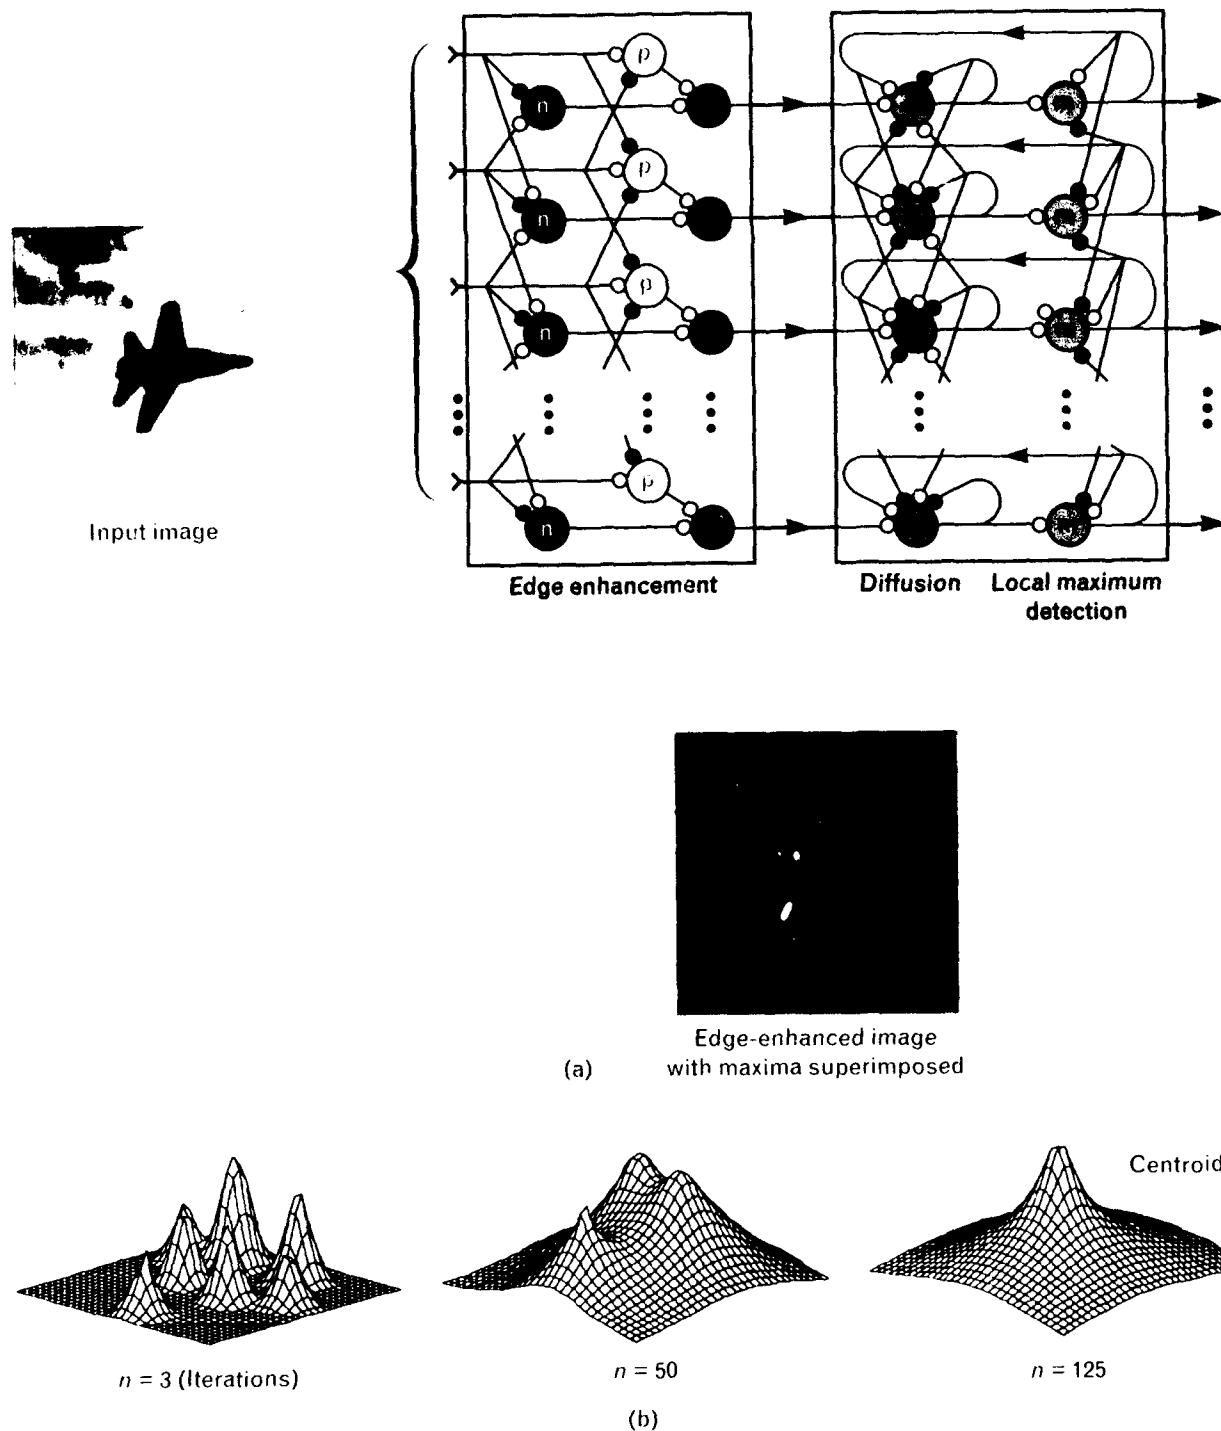 p
n
p
n
p
n
p
n
Input image
Edge enhancement
Diffusion
Local maximum
detection
Edge-enhanced image
with maxima superimposed
(a)
Centroid
n = 3 (Iterations)
n = 50
n = 125
(b)